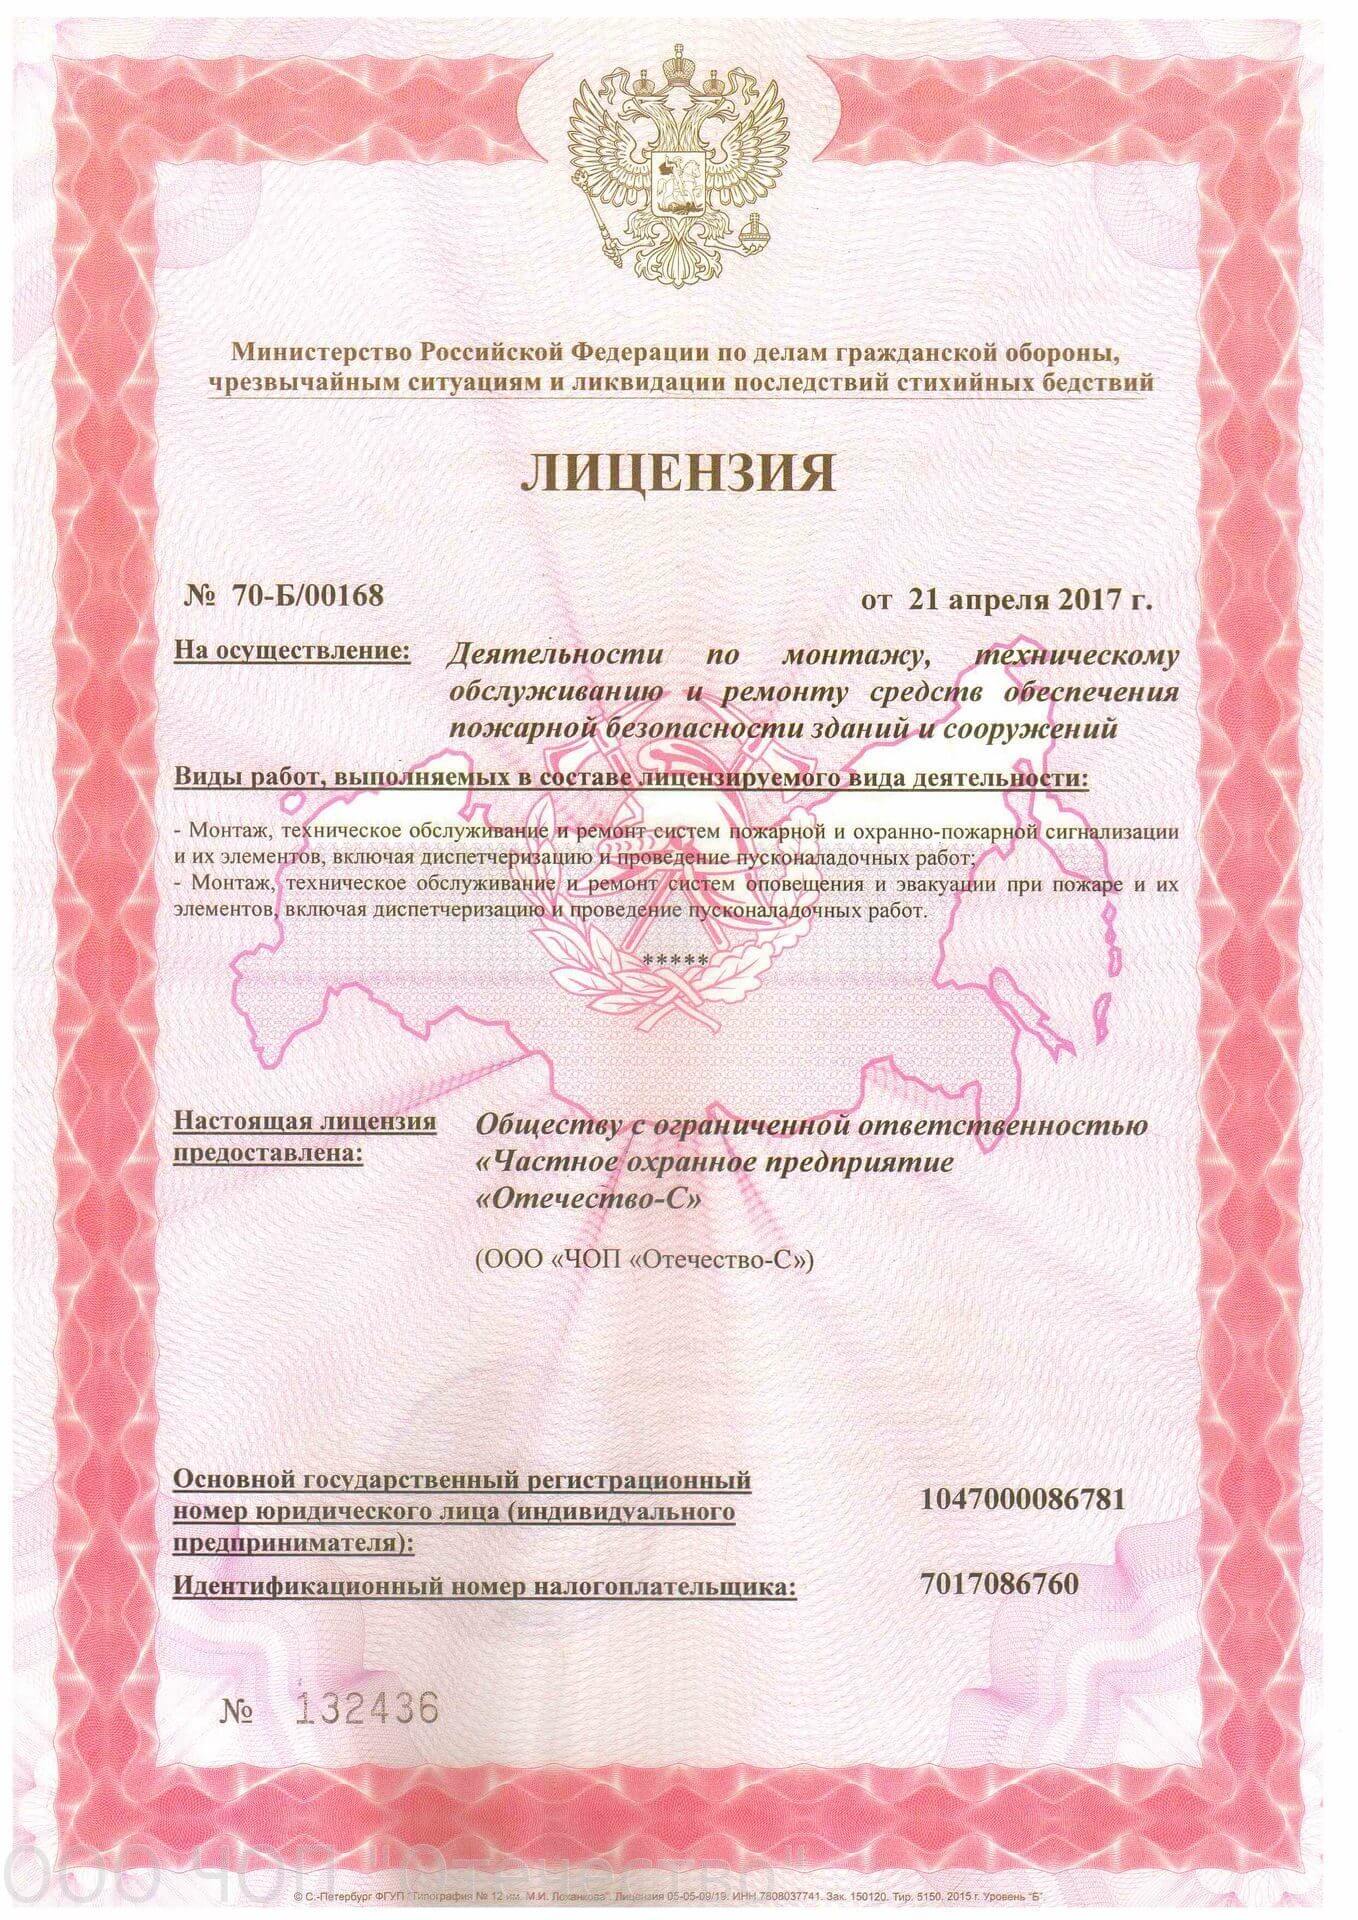 Министерство Российской Федерации по делам гражданской обороны,
чрезвычайным ситуациям и ликвидации последствий стихийных бедствий
ЛИЦЕНЗИЯ
№ 70-Б/00168
от 21 апреля 2017 г.
На осуществление: Деятельности по монтажу, техническому
обслуживанию и ремонту средств обеспечения
пожарной безопасности зданий и сооружений
Виды работ, выполняемых в составе лицензируемого вида деятельности:
- Монтаж, техническое обслуживание и ремонт систем пожарной и охранно-пожарной сигнализации
и их элементов, включая диспетчеризацию и проведение пусконаладочных работ;
- Монтаж, техническое обслуживание и ремонт систем оповещения и эвакуации при пожаре и их
элементов, включая диспетчеризацию и проведение пусконаладочных работ.
*****
Настоящая лицензия
предоставлена:
Обществу с ограниченной ответственностью
«Частное охранное предприятие
«Отечество-С»
(ООО «ЧОП «Отечество-С»)
Основной государственный регистрационный
номер юридического лица (индивидуального
предпринимателя):
1047000086781
Идентификационный номер налогоплательщика:
7017086760
№ 132436
ООО ЧОП "Отечество"
© С.-Петербург ФГУП "Типография № 12 им. М.И. Лоханкова". Лицензия 05-05-09/19. ИНН 7808037741. Зак. 150120. Тир. 5150. 2015 г. Уровень "Б".